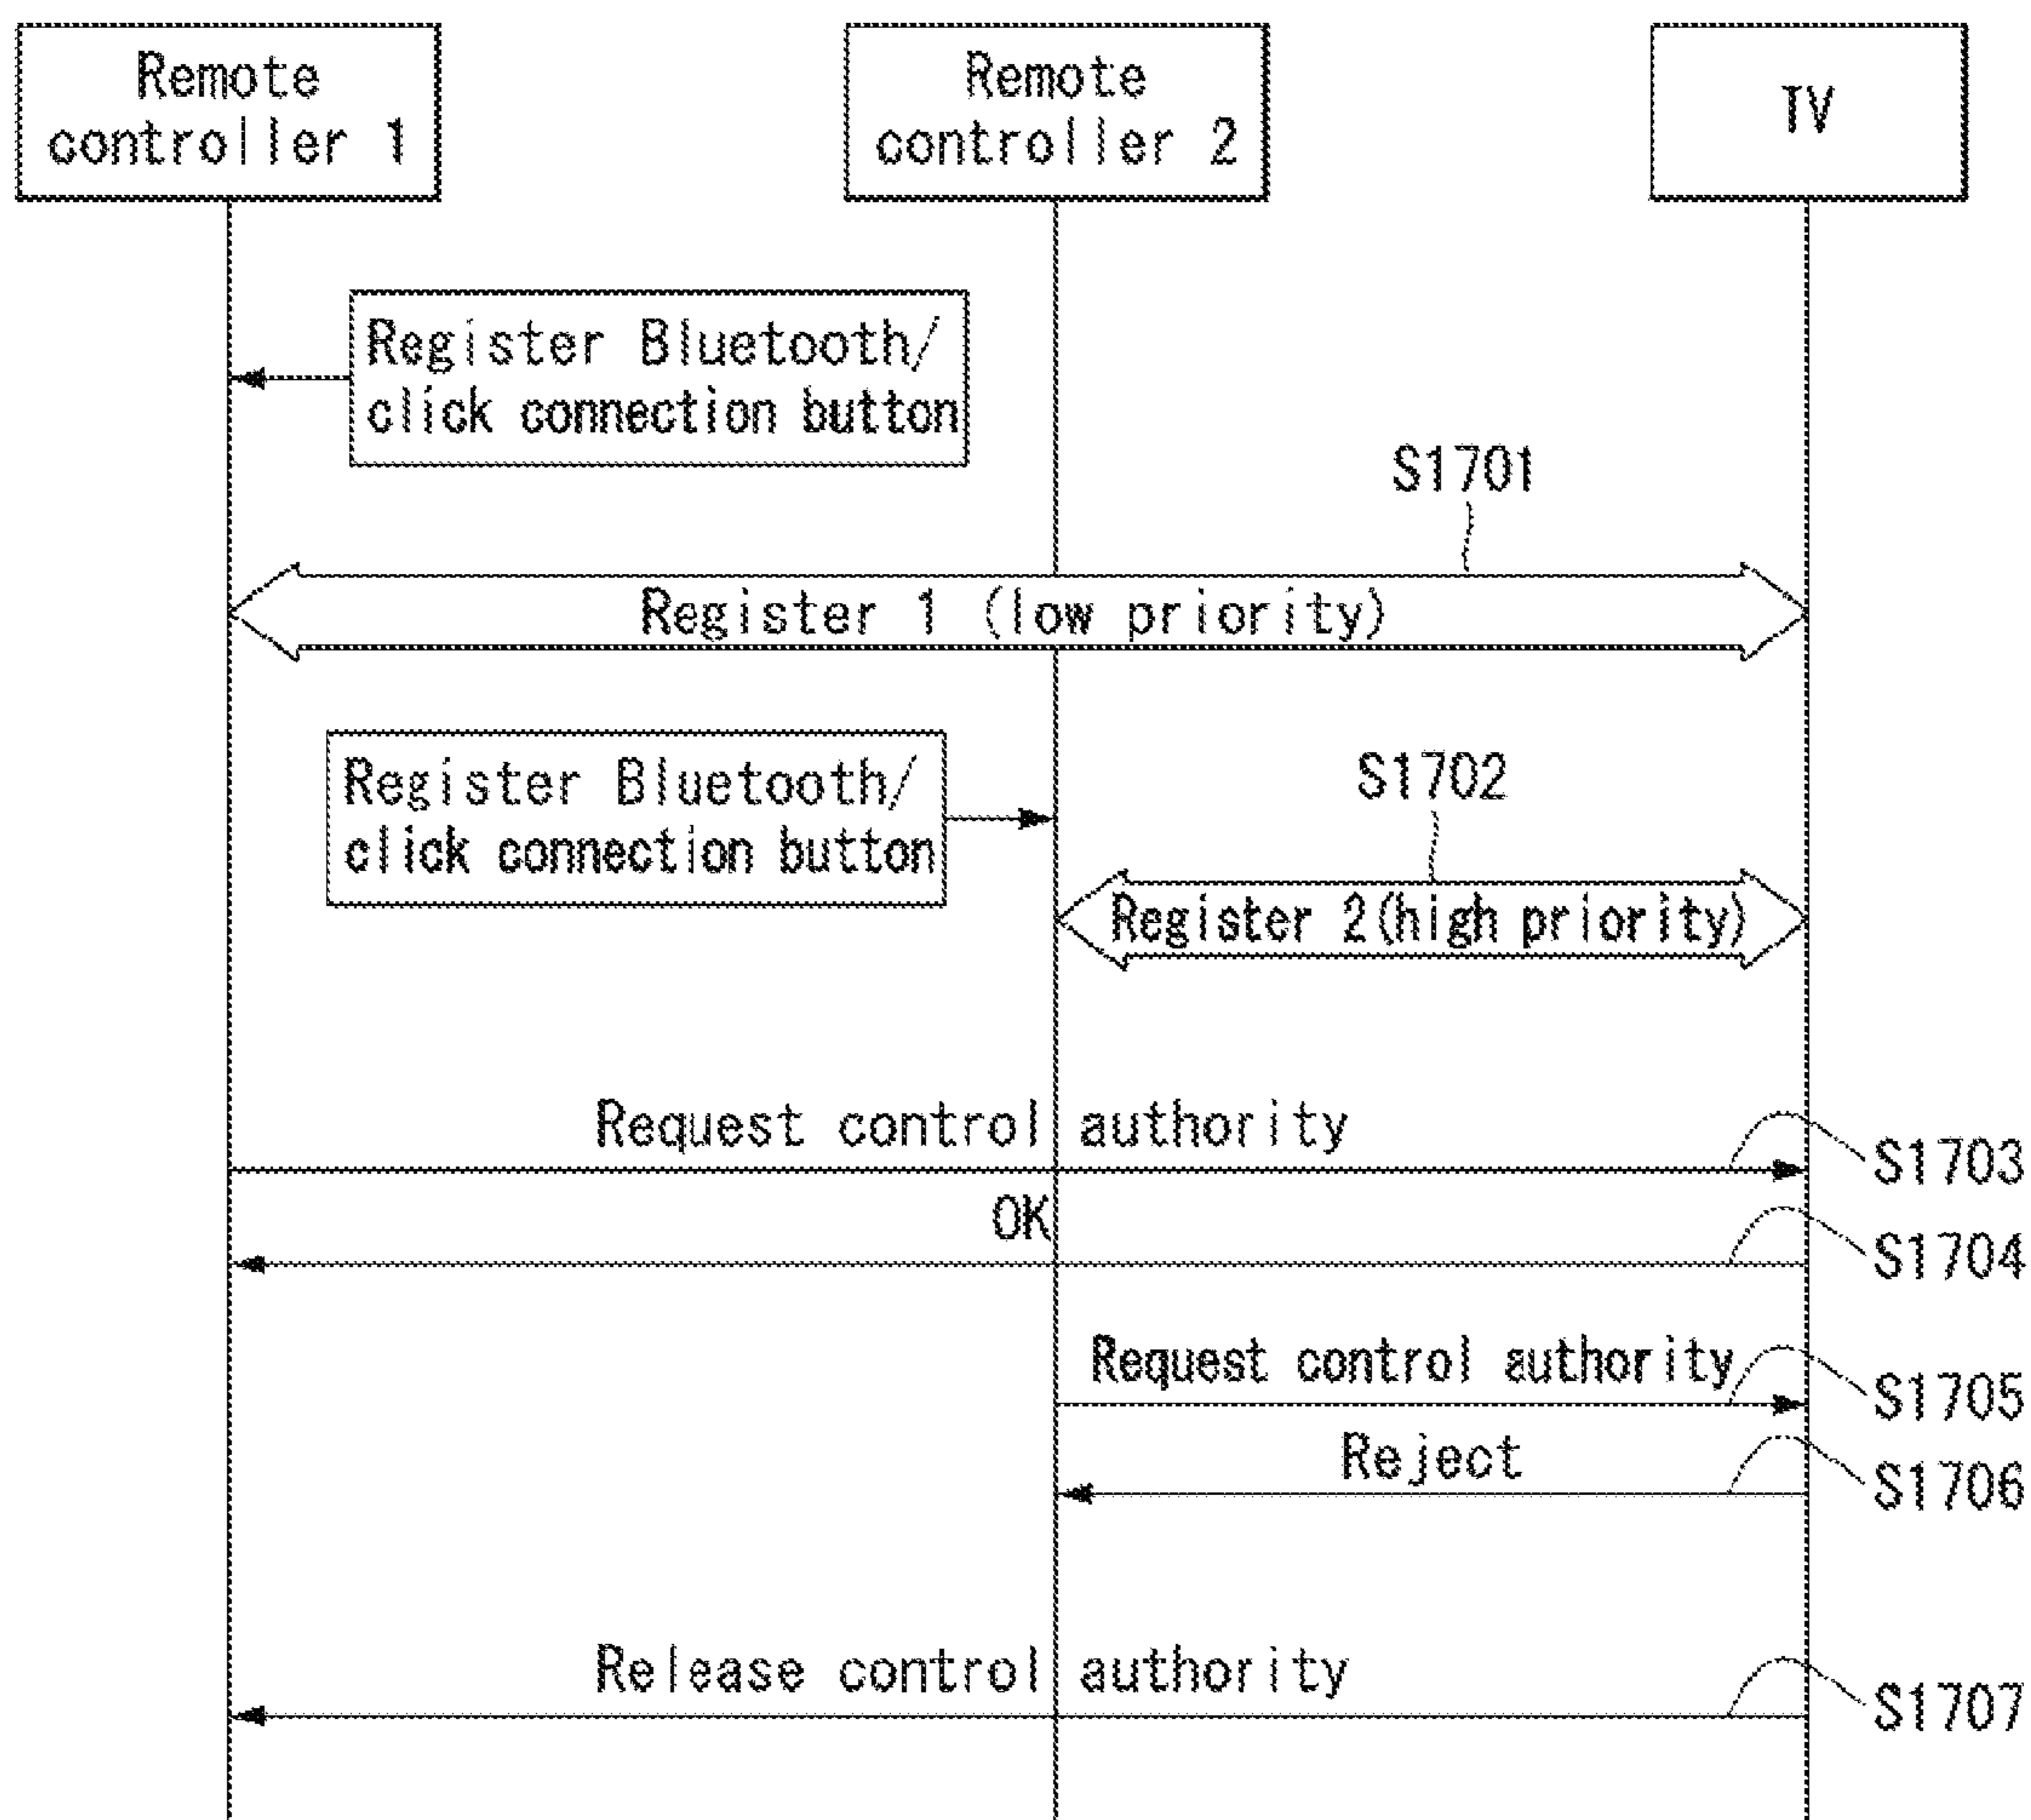 Remote
controller 1
Remote
controller 2
TV
Register Bluetooth/
click connection button
S1701
Register 1 (low priority)
Register Bluetooth/
click connection button
S1702
Register 2(high priority)
Request control authority
S1703
OK
S1704
Request control authority
S1705
Reject
S1706
Release control authority
S1707